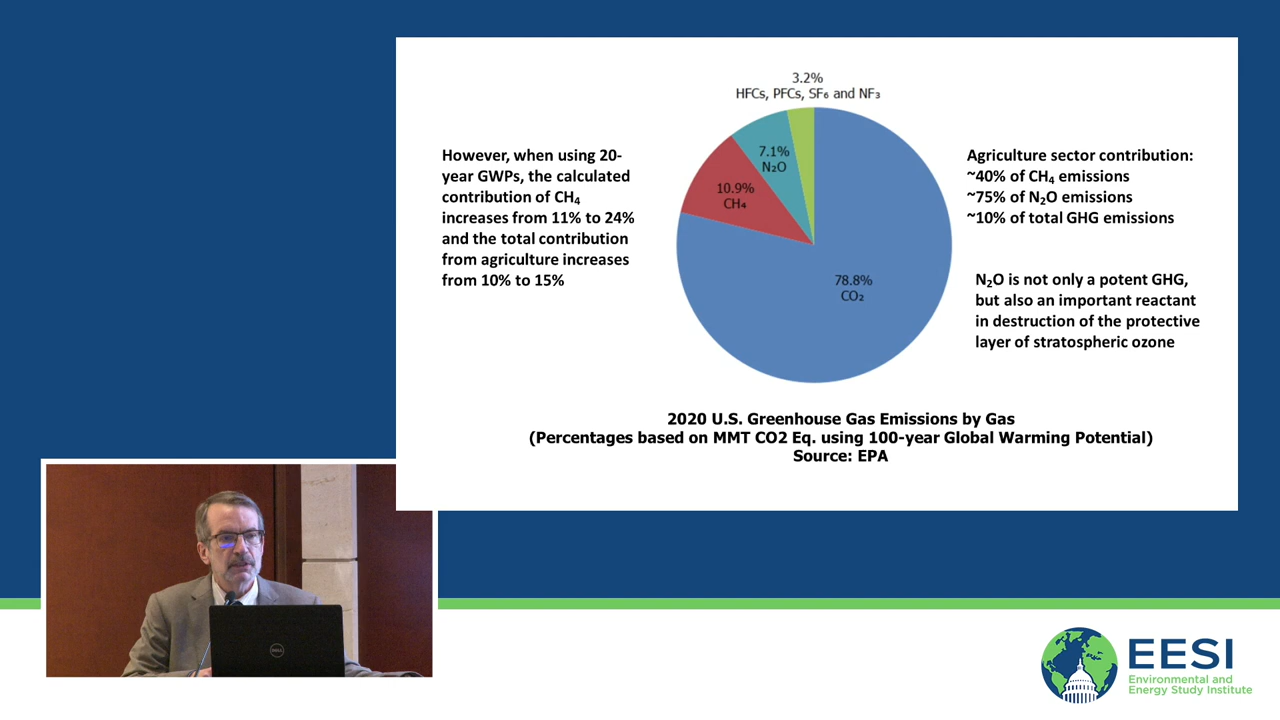 3.2%
HFCs, PFCs, SF₆ and NF₃
7.1%
N₂O
10.9%
CH₄
78.8%
CO₂
However, when using 20-
year GWPs, the calculated
contribution of CH₄
increases from 11% to 24%
and the total contribution
from agriculture increases
from 10% to 15%
Agriculture sector contribution:
~40% of CH₄ emissions
~75% of N₂O emissions
~10% of total GHG emissions
N₂O is not only a potent GHG,
but also an important reactant
in destruction of the protective
layer of stratospheric ozone
2020 U.S. Greenhouse Gas Emissions by Gas
(Percentages based on MMT CO2 Eq. using 100-year Global Warming Potential)
Source: EPA
DELL
EESI
Environmental and
Energy Study Institute